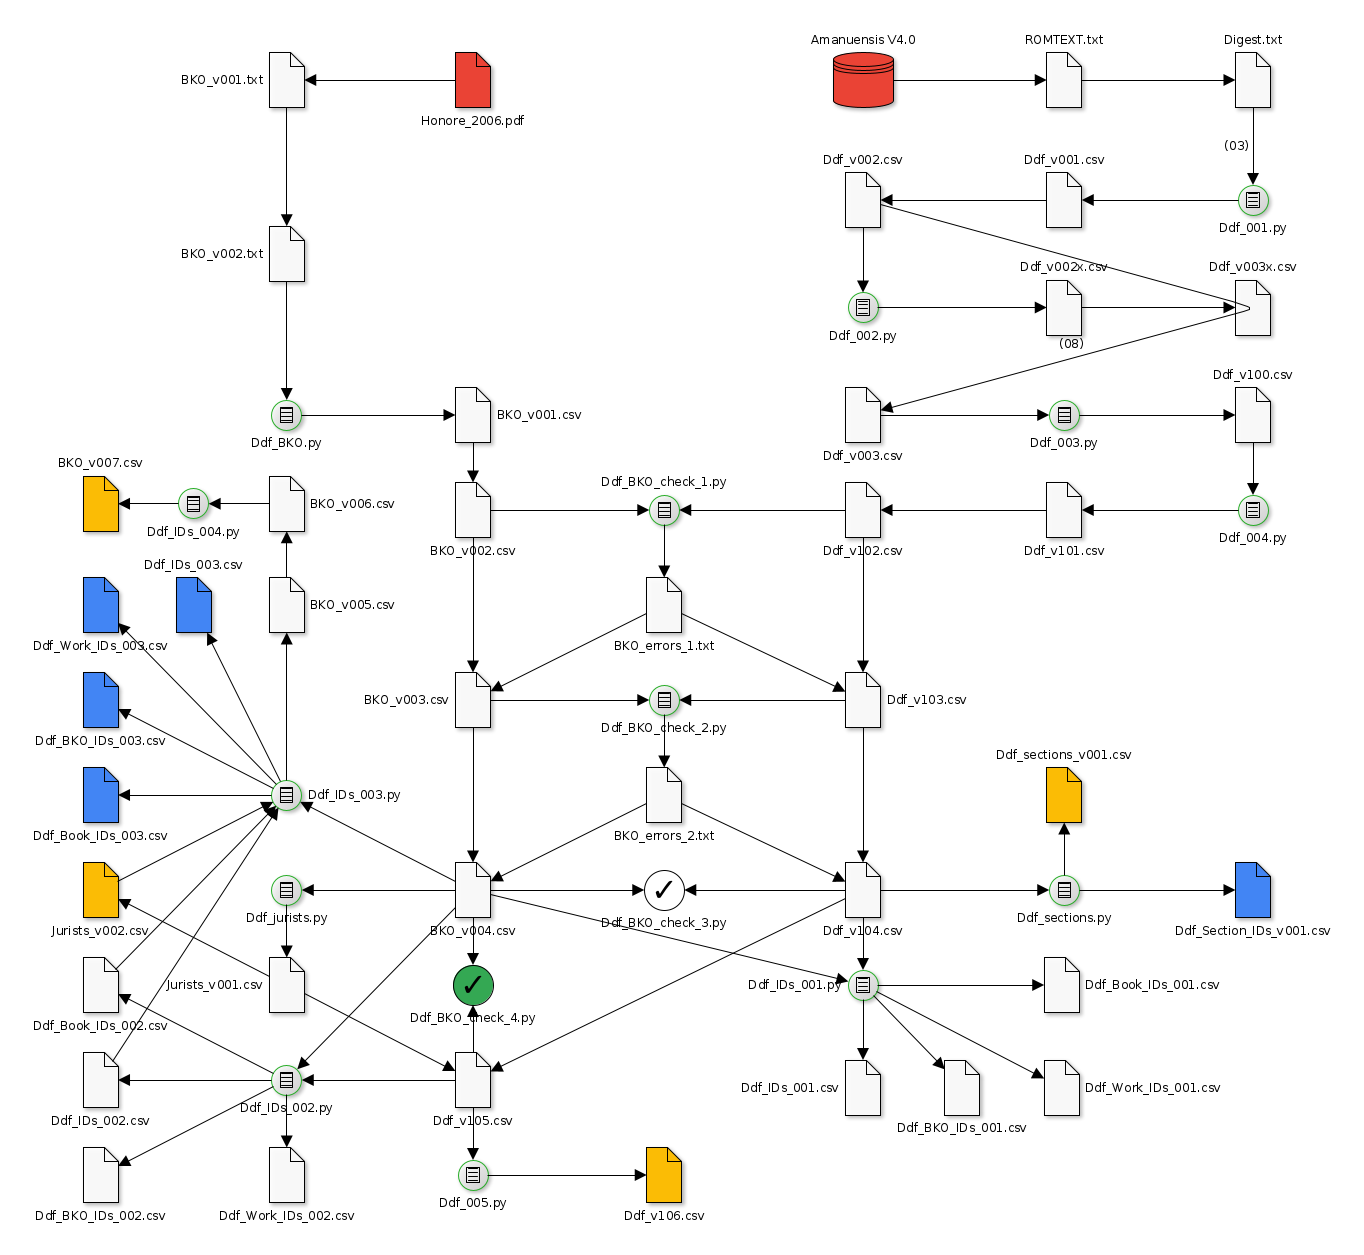 Amanuensis V4.0
ROMTEXT.txt
Digest.txt
BKO_v001.txt
Honore_2006.pdf
(03)
Ddf_v002.csv
Ddf_v001.csv
Ddf_001.py
BKO_v002.txt
Ddf_v002x.csv
Ddf_v003x.csv
Ddf_002.py
(08)
Ddf_v100.csv
BKO_v001.csv
Ddf_BKO.py
Ddf_003.py
Ddf_v003.csv
BKO_v007.csv
Ddf_BKO_check_1.py
BKO_v006.csv
Ddf_IDs_004.py
Ddf_004.py
BKO_v002.csv
Ddf_v102.csv
Ddf_v101.csv
Ddf_IDs_003.csv
BKO_v005.csv
Ddf_Work_IDs_003.csv
BKO_errors_1.txt
BKO_v003.csv
Ddf_v103.csv
Ddf_BKO_check_2.py
Ddf_BKO_IDs_003.csv
Ddf_sections_v001.csv
Ddf_IDs_003.py
Ddf_Book_IDs_003.csv
BKO_errors_2.txt
Ddf_jurists.py
Ddf_BKO_check_3.py
Ddf_sections.py
Jurists_v002.csv
BKO_v004.csv
Ddf_v104.csv
Ddf_Section_IDs_v001.csv
Jurists_v001.csv
Ddf_IDs_001.py
Ddf_Book_IDs_001.csv
Ddf_BKO_check_4.py
Ddf_Book_IDs_002.csv
Ddf_IDs_001.csv
Ddf_Work_IDs_001.csv
Ddf_IDs_002.py
Ddf_IDs_002.csv
Ddf_v105.csv
Ddf_BKO_IDs_001.csv
Ddf_005.py
Ddf_BKO_IDs_002.csv
Ddf_Work_IDs_002.csv
Ddf_v106.csv